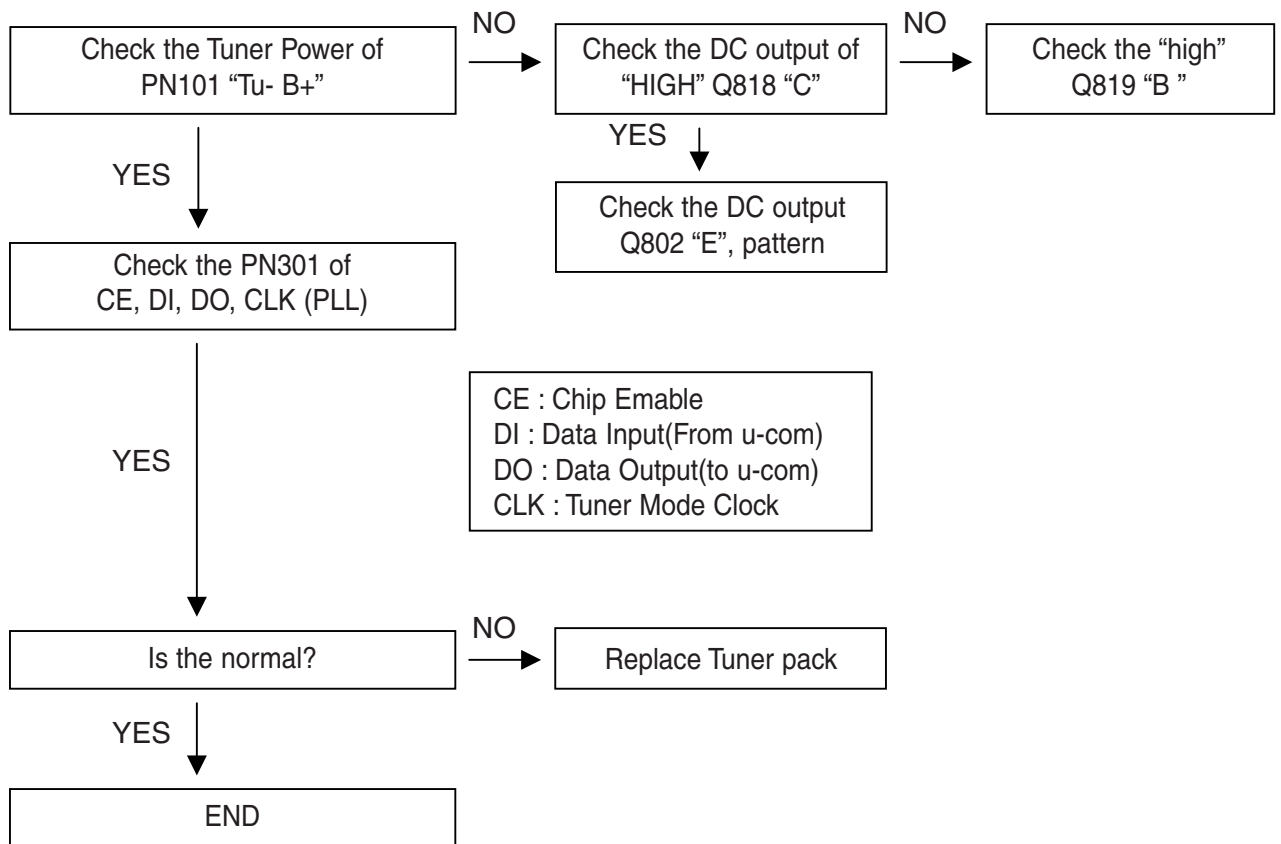 Check the Tuner Power of
PN101 “Tu- B+”
NO
Check the DC output of
“HIGH” Q818 “C”
NO
Check the “high”
Q819 “B ”
YES
YES
Check the DC output
Q802 “E”, pattern
Check the PN301 of
CE, DI, DO, CLK (PLL)
YES
CE : Chip Emable
DI : Data Input(From u-com)
DO : Data Output(to u-com)
CLK : Tuner Mode Clock
Is the normal?
NO
Replace Tuner pack
YES
END